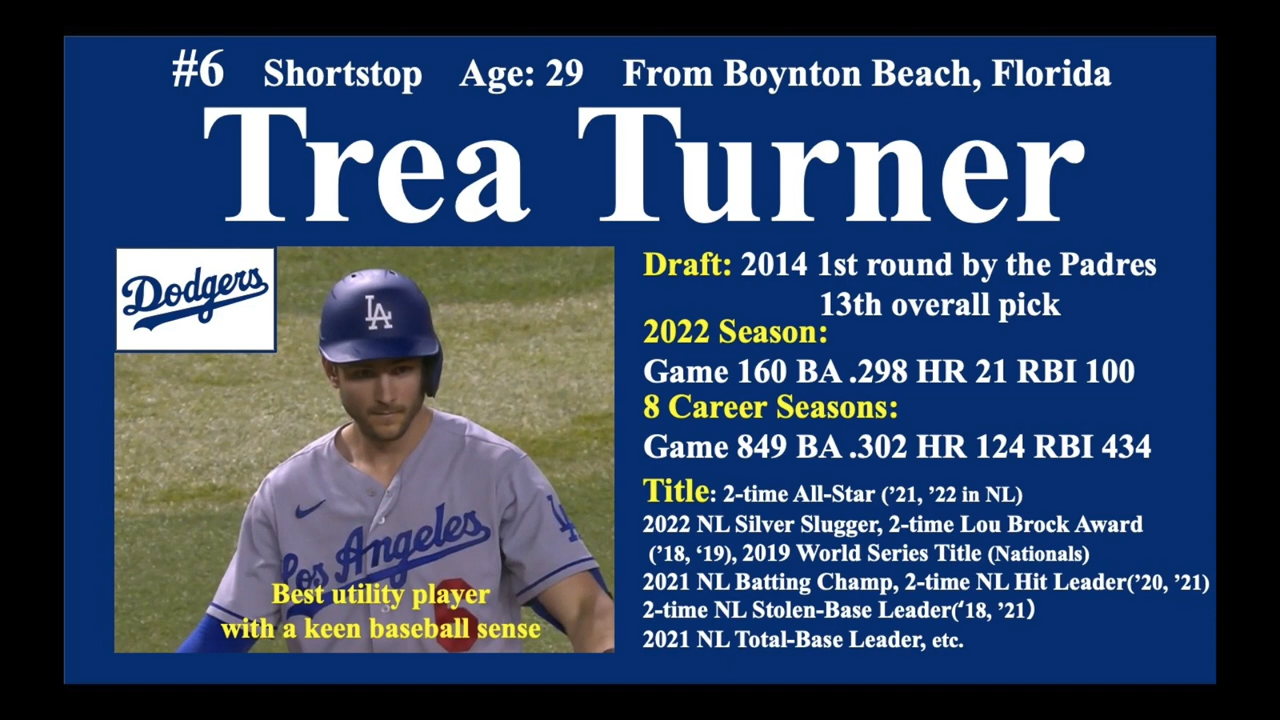 #6 Shortstop Age: 29 From Boynton Beach, Florida
Trea Turner
Dodgers
LA
Los Angeles
LA
6
Best utility player
with a keen baseball sense
Draft: 2014 1st round by the Padres
13th overall pick
2022 Season:
Game 160 BA .298 HR 21 RBI 100
8 Career Seasons:
Game 849 BA .302 HR 124 RBI 434
Title: 2-time All-Star (’21, ’22 in NL)
2022 NL Silver Slugger, 2-time Lou Brock Award
(’18, ‘19), 2019 World Series Title (Nationals)
2021 NL Batting Champ, 2-time NL Hit Leader(’20, ’21)
2-time NL Stolen-Base Leader(‘18, ’21)
2021 NL Total-Base Leader, etc.